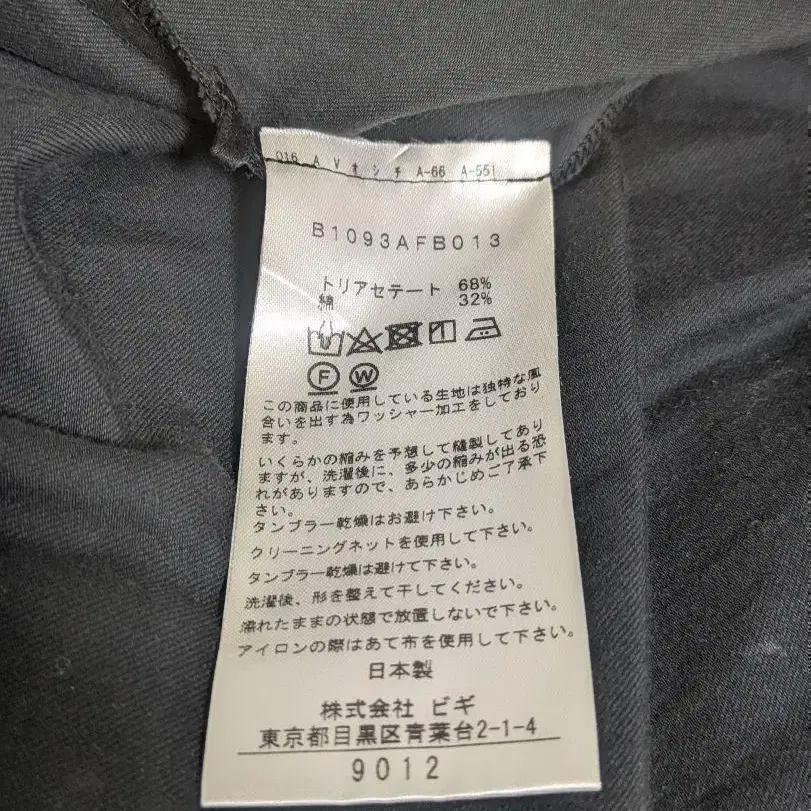 016 A V オシチ A-66 A-551
B1093AFB013
トリアセテート 68%
綿 32%
F W
この商品に使用している生地は独特な風
合いを出す為ワッシャー加工をしており
ます。
いくらかの縮みを予想して縫製してあり
ますが、洗濯後に、多少の縮みが出る恐
れがありますので、あらかじめご了承下
さい。
タンブラー乾燥はお避け下さい。
クリーニングネットを使用して下さい。
タンブラー乾燥は避けて下さい。
洗濯後、形を整えて干してください。
濡れたままの状態で放置しないで下さい。
アイロンの際はあて布を使用して下さい。
日本製
株式会社 ビギ
東京都目黒区青葉台2-1-4
9012